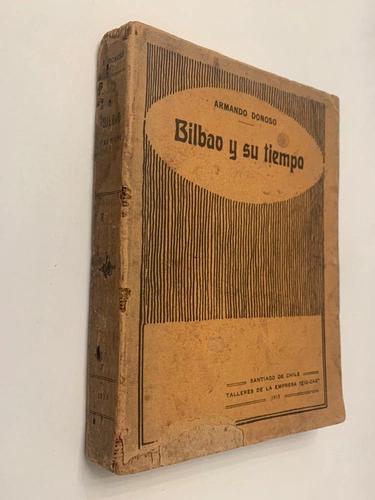 ARMANDO DONOSO
Bilbao y su tiempo
SANTIAGO DE CHILE
TALLERES DE LA EMPRESA "ZIG-ZAG"
1913